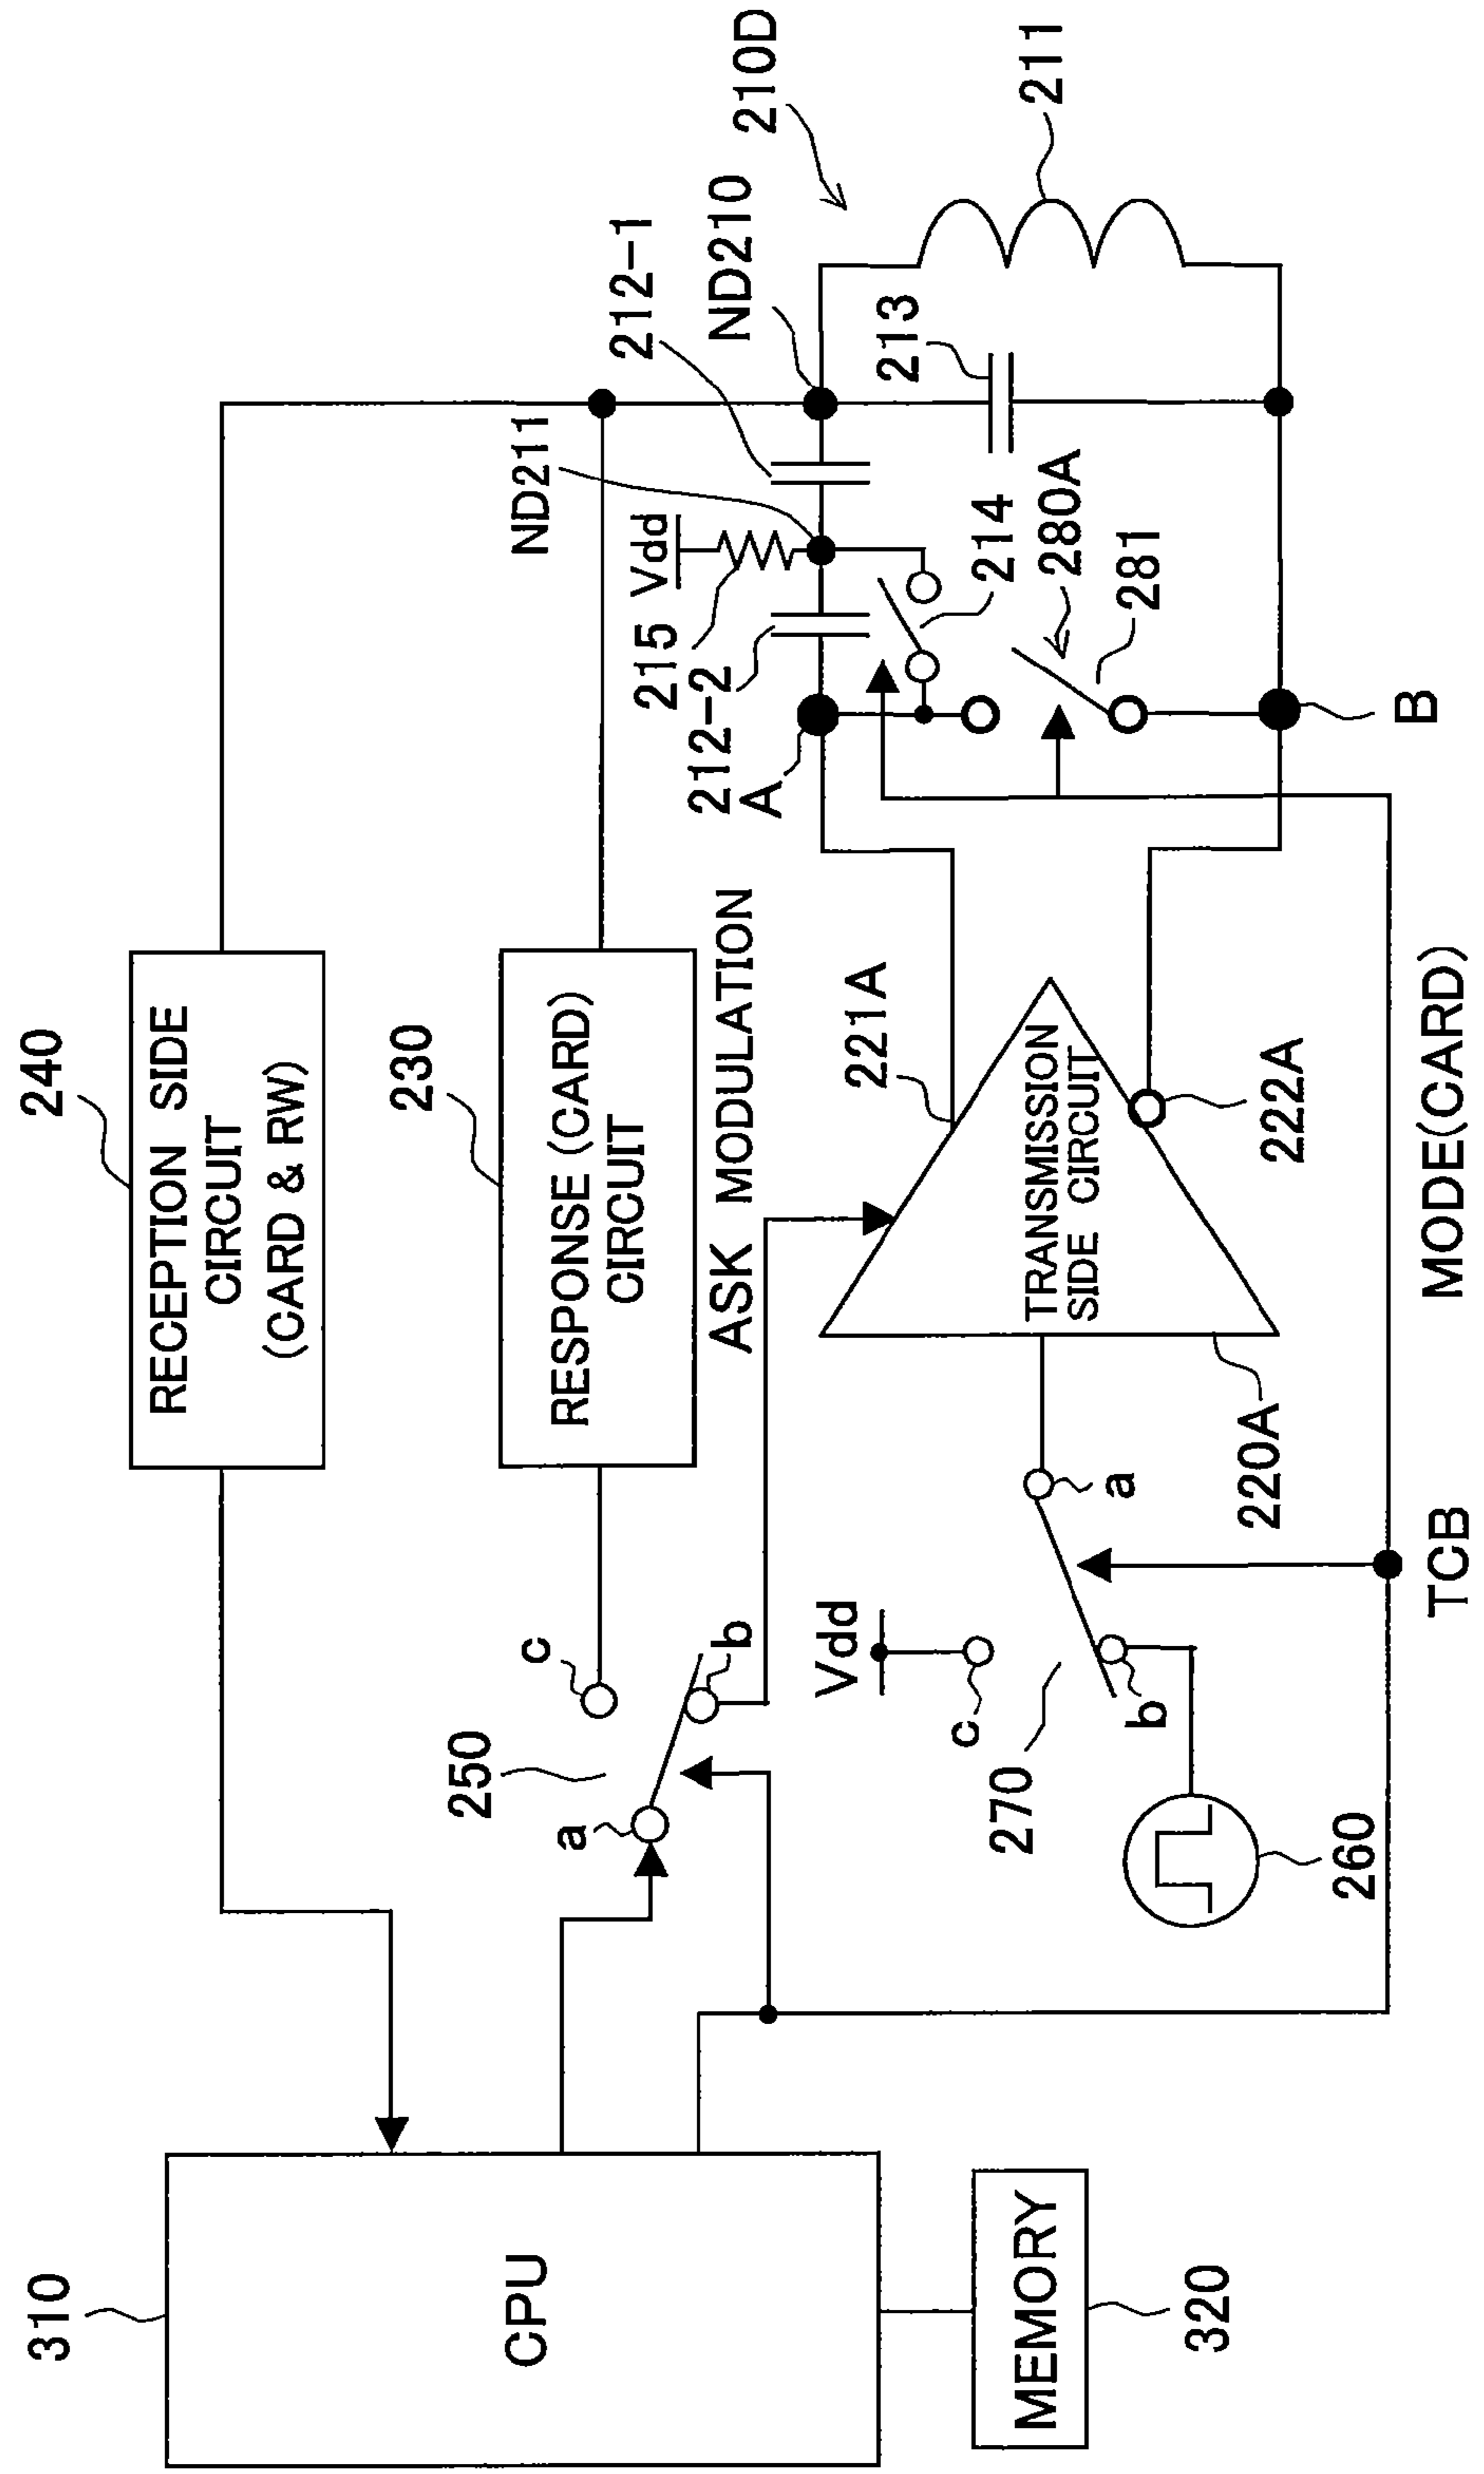 310
CPU
MEMORY
320
240
RECEPTION SIDE
CIRCUIT
(CARD & RW)
230
RESPONSE (CARD)
CIRCUIT
250
a
b
c
ASK MODULATION
Vdd
c
a
b
270
260
220A
TRANSMISSION
SIDE CIRCUIT
221A
222A
TCB
MODE(CARD)
A
B
212-2
215
Vdd
ND211
212-1
ND210
210D
211
213
214
280A
281